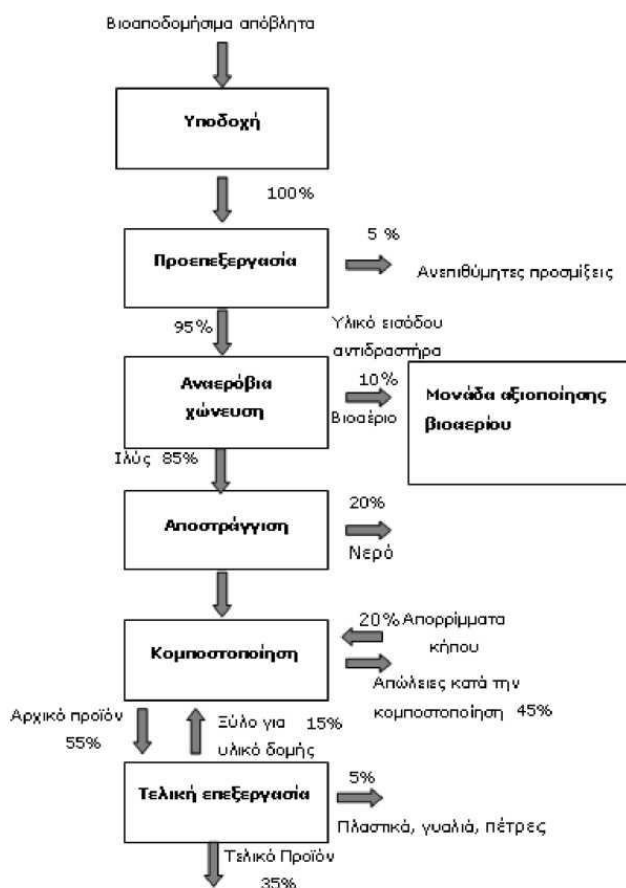 Βιοαποδομήσιμα απόβλητα
Υποδοχή
100%
Προεπεξεργασία
5 %
Ανεπιθύμητες προσμίξεις
95%
Υλικό εισόδου
αντιδραστήρα
Αναερόβια
χώνευση
10%
Βιοαέριο
Μονάδα αξιοποίησης
βιοαερίου
Ιλύς 85%
Αποστράγγιση
20%
Νερό
Κομποστοποίηση
20% Απορρίμματα
κήπου
Απώλειες κατά την
κομποστοποίηση 45%
Αρχικό προϊόν
55%
Ξύλο για 15%
υλικό δομής
Τελική επεξεργασία
5%
Πλαστικά, γυαλιά, πέτρες
Τελικό Προϊόν
35%